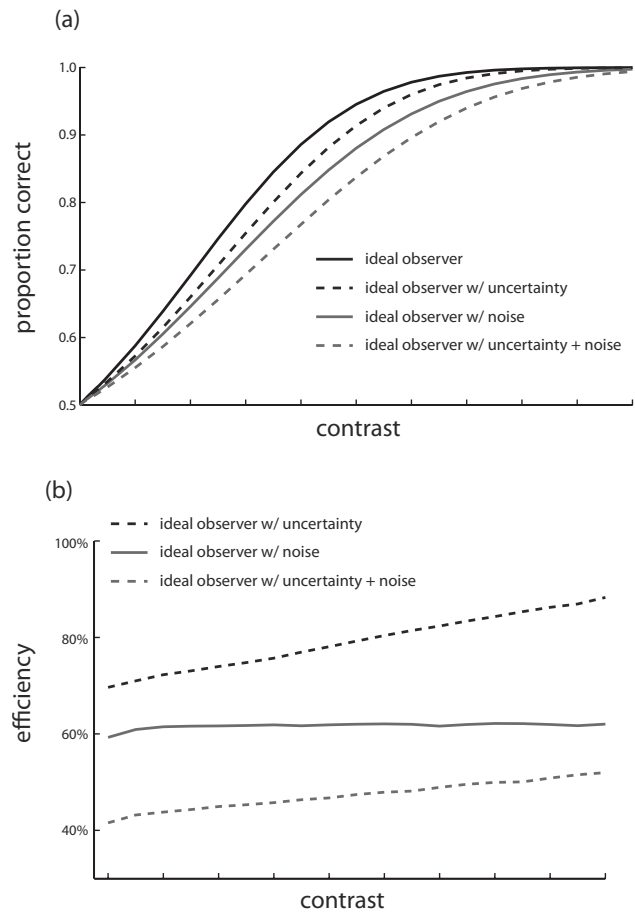 (a)
1.0
0.9
0.8
0.7
0.6
0.5
proportion correct
ideal observer
ideal observer w/ uncertainty
ideal observer w/ noise
ideal observer w/ uncertainty + noise
contrast
(b)
ideal observer w/ uncertainty
ideal observer w/ noise
ideal observer w/ uncertainty + noise
100%
80%
60%
40%
efficiency
contrast